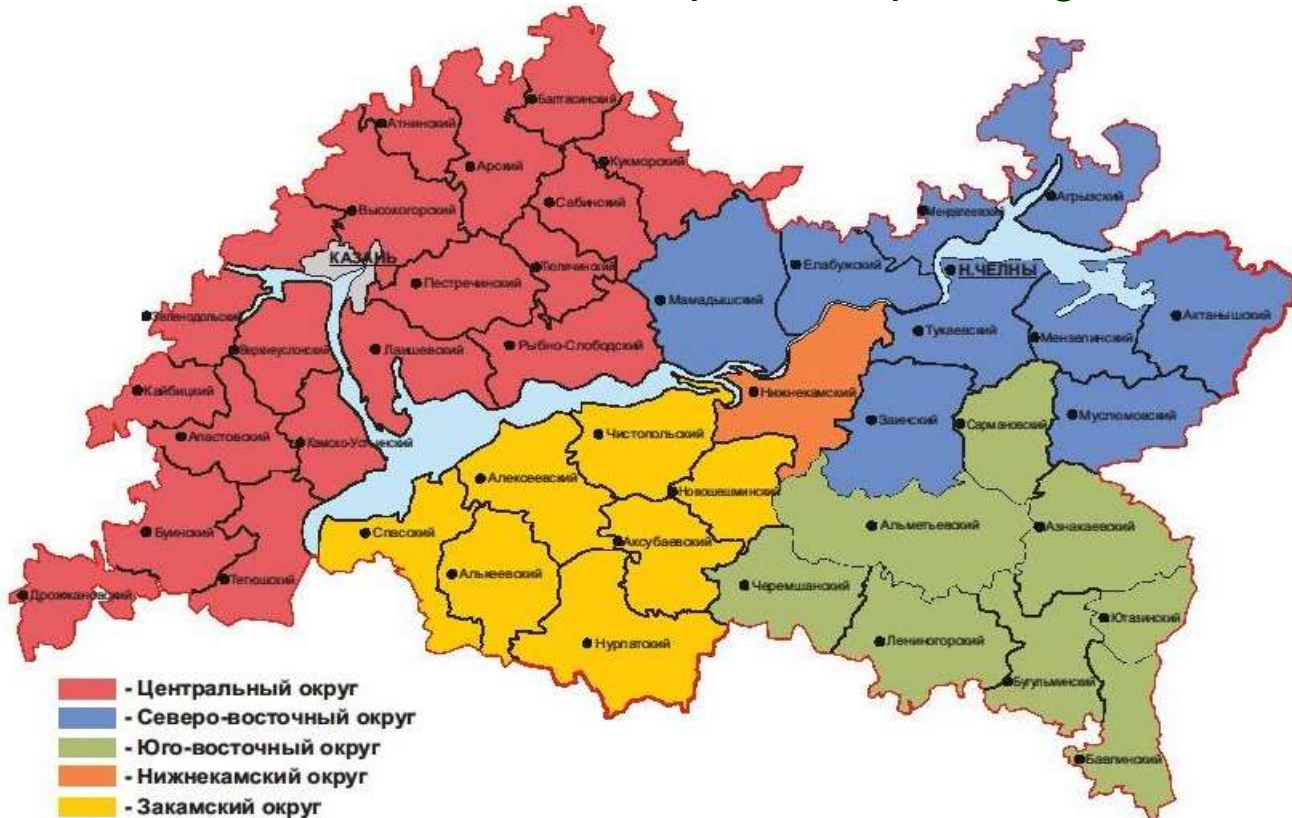 Балтасинский
Атнинский
Арский
Кукморский
Сабинский
Высокогорский
Агрызский
Менделеевский
КАЗАНЬ
Тюлячинский
Елабужский
Н.ЧЕЛНЫ
Пестречинский
Мамадышский
Зеленодольский
Актанышский
Тукаевский
Мензелинский
Верхнеуслонский
Лаишевский
Рыбно-Слободский
Кайбицкий
Нижнекамский
Муслюмовский
Заинский
Сармановский
Апастовский
Камско-Устьинский
Чистопольский
Алексеевский
Новошешминский
Буинский
Спасский
Альметьевский
Азнакаевский
Аксубаевский
Тетюшский
Алькеевский
Черемшанский
Дрожжановский
Ютазинский
Нурлатский
Лениногорский
Бугульминский
Бавлинский
- Центральный округ
- Северо-восточный округ
- Юго-восточный округ
- Нижнекамский округ
- Закамский округ